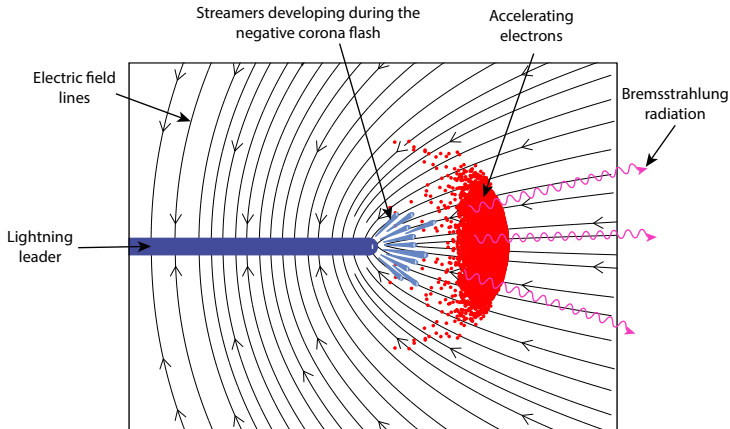 Streamers developing during the
negative corona flash
Accelerating
electrons
Electric field
lines
Bremsstrahlung
radiation
Lightning
leader